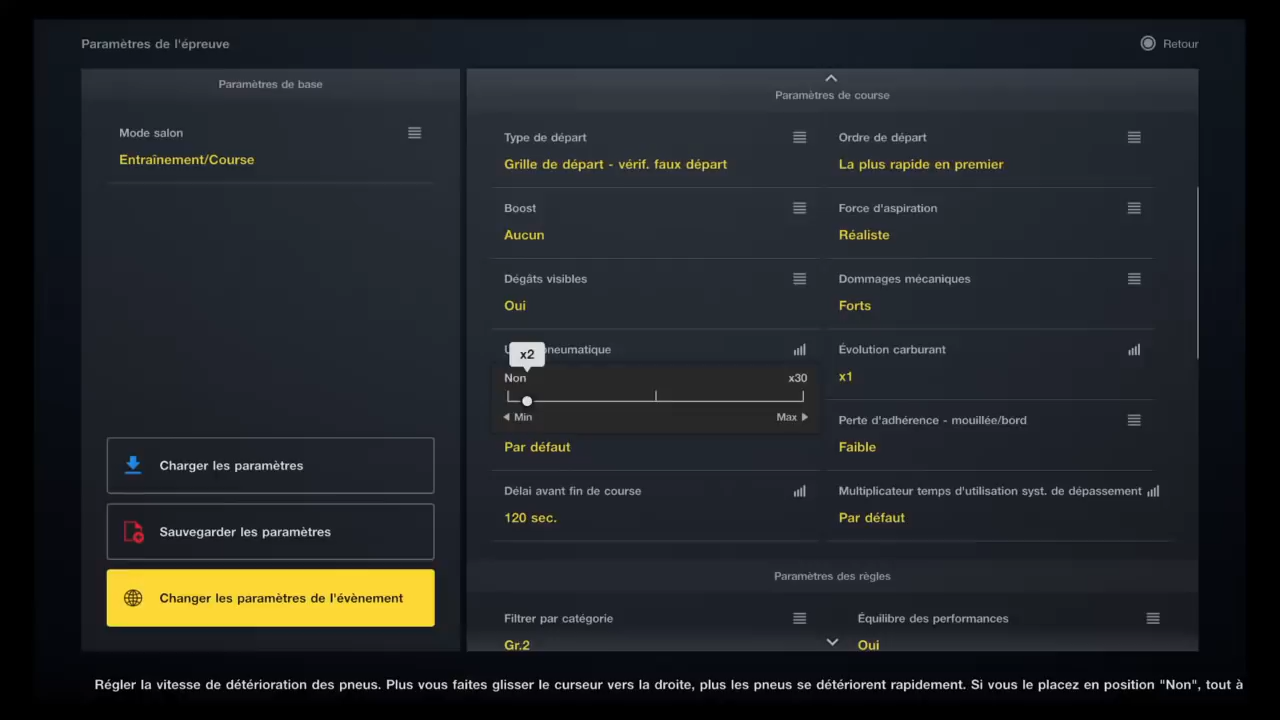 Paramètres de l'épreuve
Retour
Paramètres de base
Mode salon
Entraînement/Course
Charger les paramètres
Sauvegarder les paramètres
Changer les paramètres de l'évènement
Paramètres de course
Type de départ
Grille de départ - vérif. faux départ
Ordre de départ
La plus rapide en premier
Boost
Aucun
Force d'aspiration
Réaliste
Dégâts visibles
Oui
Dommages mécaniques
Forts
x2
Non
x30
Min
Max
Par défaut
Évolution carburant
x1
Perte d'adhérence - mouillée/bord
Faible
Délai avant fin de course
120 sec.
Multiplicateur temps d'utilisation syst. de dépassement
Par défaut
Paramètres des règles
Filtrer par catégorie
Gr.2
Équilibre des performances
Oui
Régler la vitesse de détérioration des pneus. Plus vous faites glisser le curseur vers la droite, plus les pneus se détériorent rapidement. Si vous le placez en position "Non", tout à